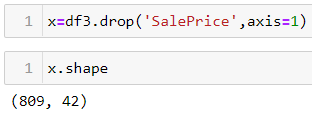 1 x=df3.drop('SalePrice',axis=1)
1 x.shape
(809, 42)